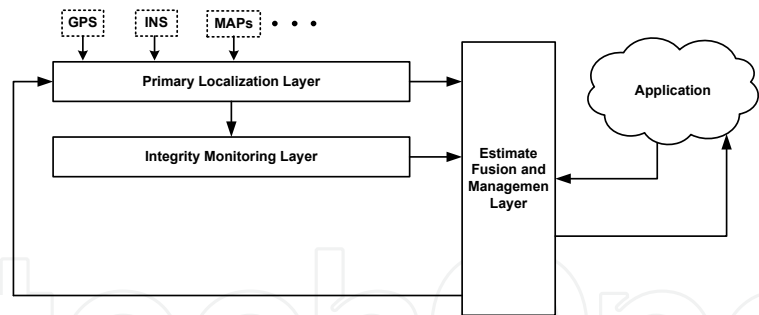 GPS
INS
MAPs
Primary Localization Layer
Integrity Monitoring Layer
Estimate
Fusion and
Managemen
Layer
Application